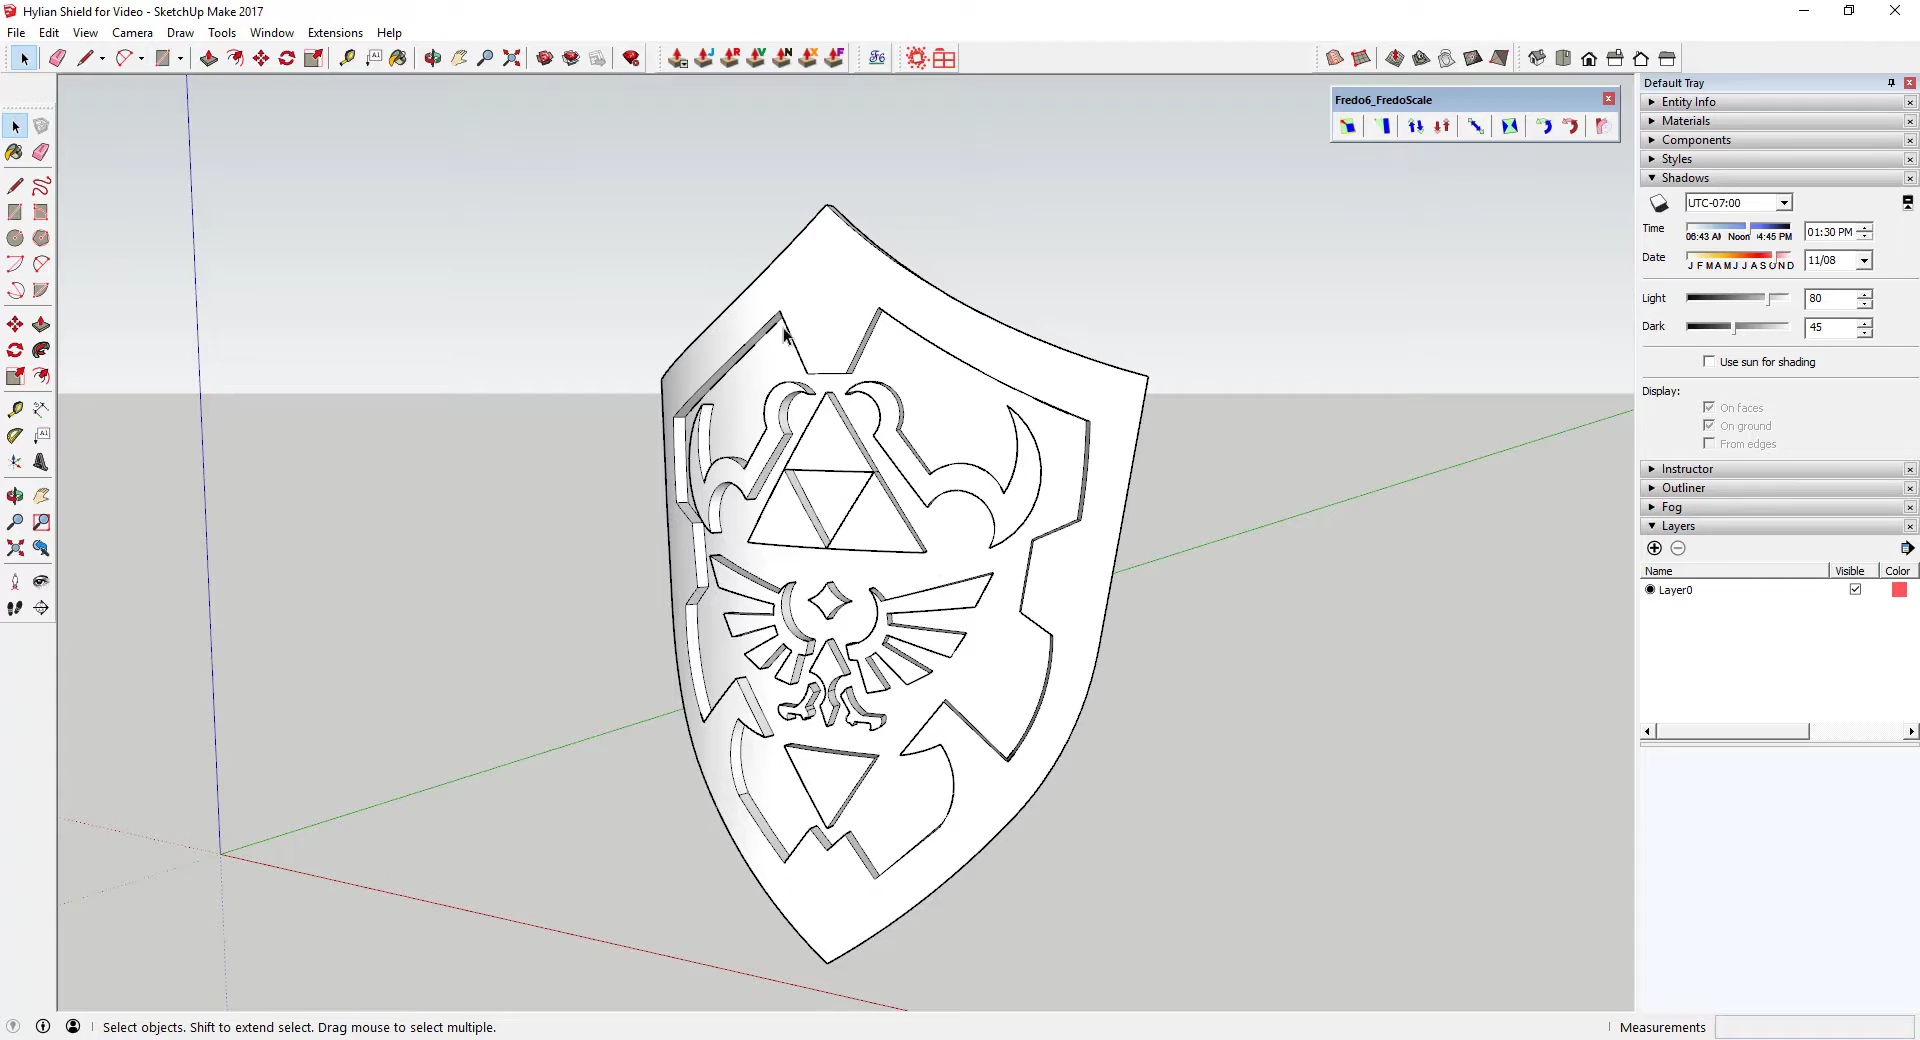 Hylian Shield for Video - SketchUp Make 2017
File Edit View Camera Draw Tools Window Extensions Help
A1
J R V N X F
F6
Fredo6_FredoScale
Default Tray
Entity Info
Materials
Components
Styles
Shadows
UTC-07:00
Time
06:43 AM Noon 4:45 PM
01:30 PM
Date
J F M A M J J A S O N D
11/08
Light
80
Dark
45
Use sun for shading
Display:
On faces
On ground
From edges
Instructor
Outliner
Fog
Layers
Name Visible Color
Layer0
A1
Select objects. Shift to extend select. Drag mouse to select multiple.
Measurements